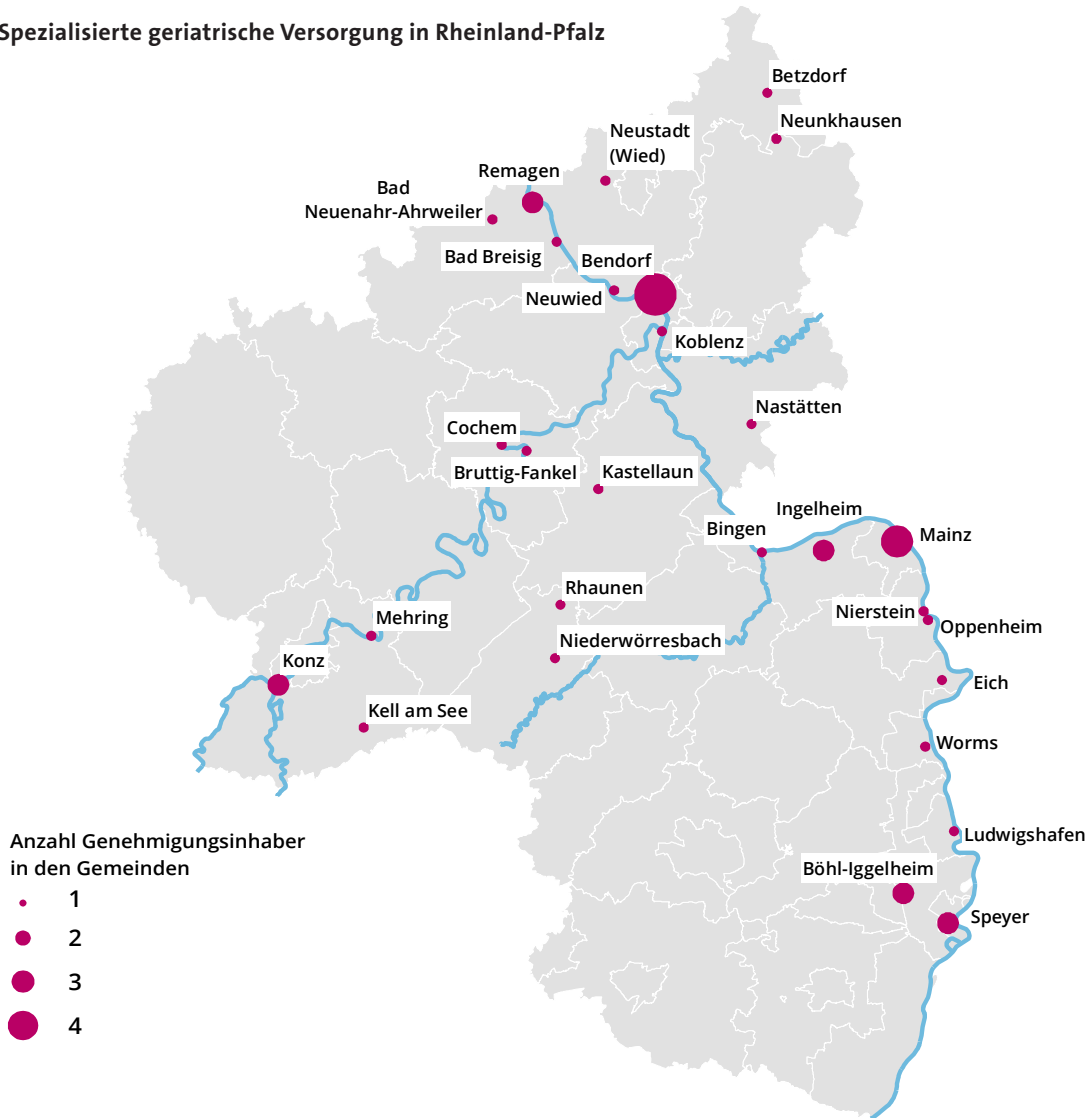 Spezialisierte geriatrische Versorgung in Rheinland-Pfalz
Betzdorf
Neunkhausen
Neustadt
(Wied)
Remagen
Bad
Neuenahr-Ahrweiler
Bad Breisig
Bendorf
Neuwied
Koblenz
Nastätten
Cochem
Bruttig-Fankel
Kastellaun
Ingelheim
Bingen
Mainz
Rhaunen
Nierstein
Mehring
Oppenheim
Niederwörresbach
Konz
Eich
Kell am See
Worms
Ludwigshafen
Anzahl Genehmigungsinhaber
in den Gemeinden
1
2
3
4
Böhl-Iggelheim
Speyer